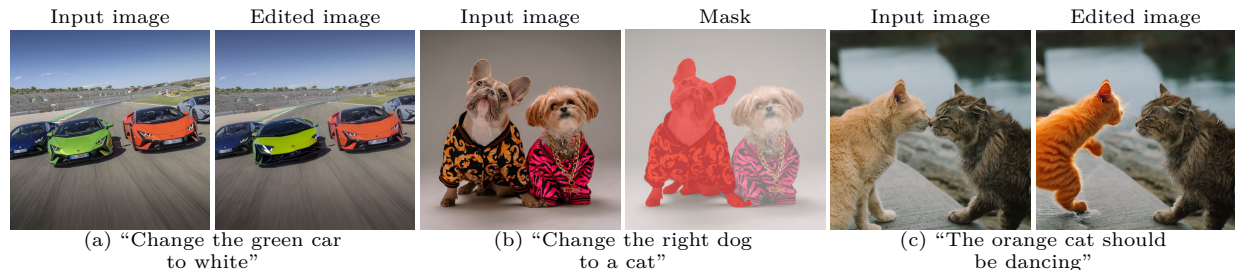 Input image
Edited image
Input image
Mask
Input image
Edited image
(a) “Change the green car
to white”
(b) “Change the right dog
to a cat”
(c) “The orange cat should
be dancing”